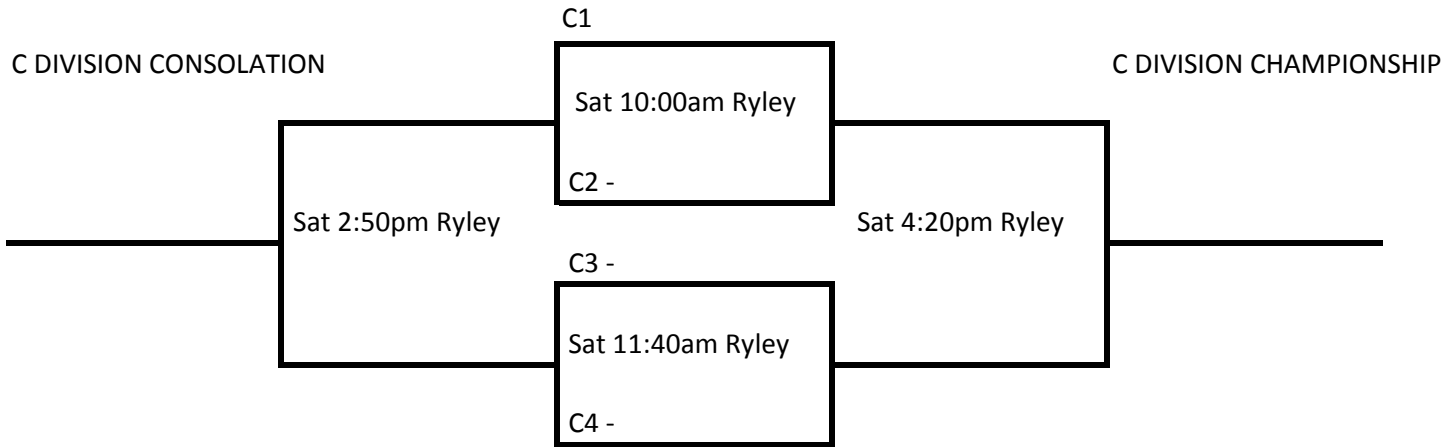 C1
C DIVISION CONSOLATION
C DIVISION CHAMPIONSHIP
Sat 10:00am Ryley
C2 -
Sat 2:50pm Ryley
Sat 4:20pm Ryley
C3 -
Sat 11:40am Ryley
C4 -